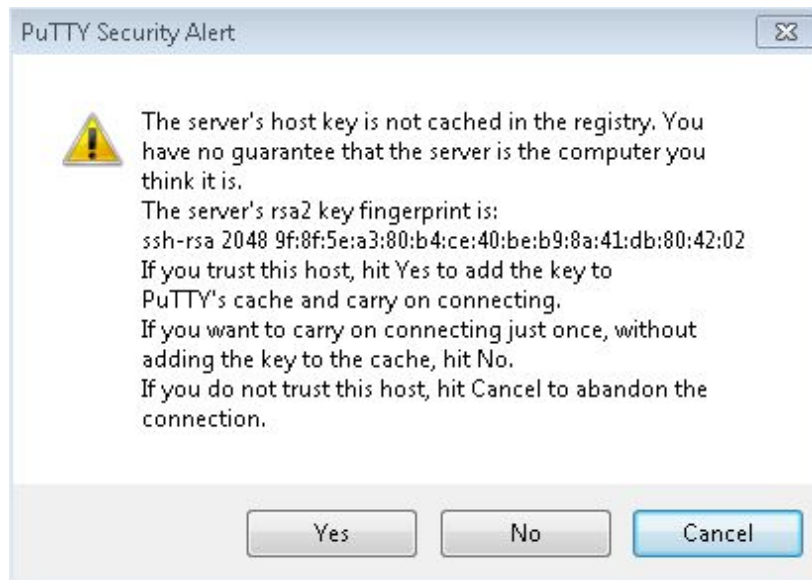 PuTTY Security Alert
The server's host key is not cached in the registry. You
have no guarantee that the server is the computer you
think it is.
The server's rsa2 key fingerprint is:
ssh-rsa 2048 9f:8f:5e:a3:80:b4:ce:40:be:b9:8a:41:db:80:42:02
If you trust this host, hit Yes to add the key to
PuTTY's cache and carry on connecting.
If you want to carry on connecting just once, without
adding the key to the cache, hit No.
If you do not trust this host, hit Cancel to abandon the
connection.
Yes No Cancel